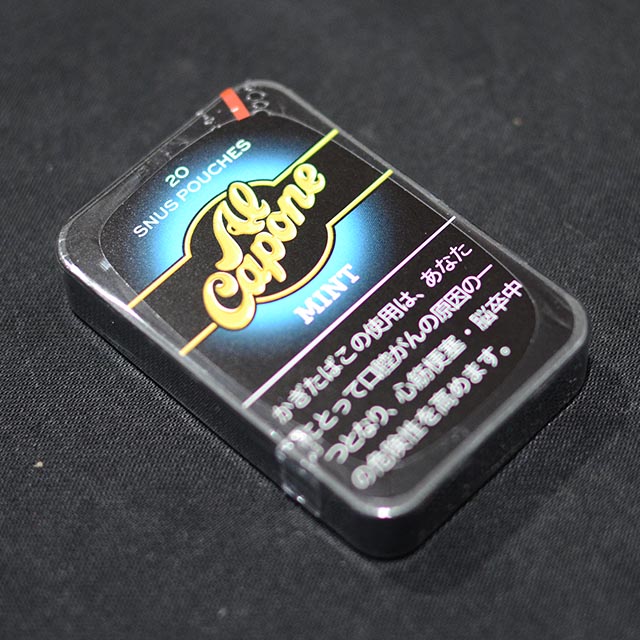 20
SNUS POUCHES
Al
Capone
MINT
かぎたばこの使用は、あなた
にとって口腔がんの原因の一
つとなり、心筋梗塞・脳卒中
の危険性を高めます。